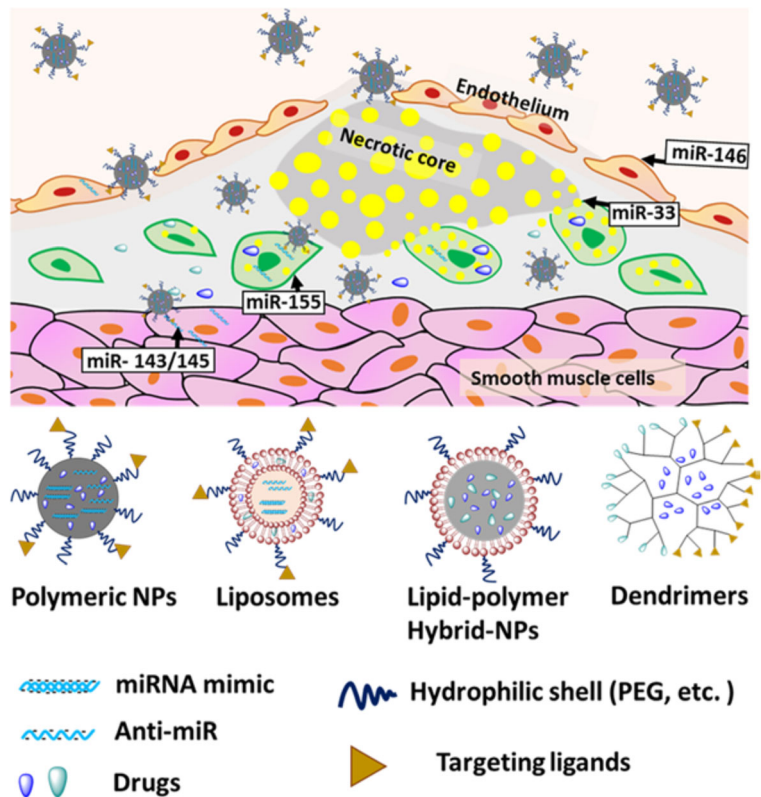 Endothelium
Necrotic core
miR-146
miR-33
miR-155
miR- 143/145
Smooth muscle cells
Polymeric NPs
Liposomes
Lipid-polymer
Hybrid-NPs
Dendrimers
miRNA mimic
Hydrophilic shell (PEG, etc. )
Anti-miR
Targeting ligands
Drugs